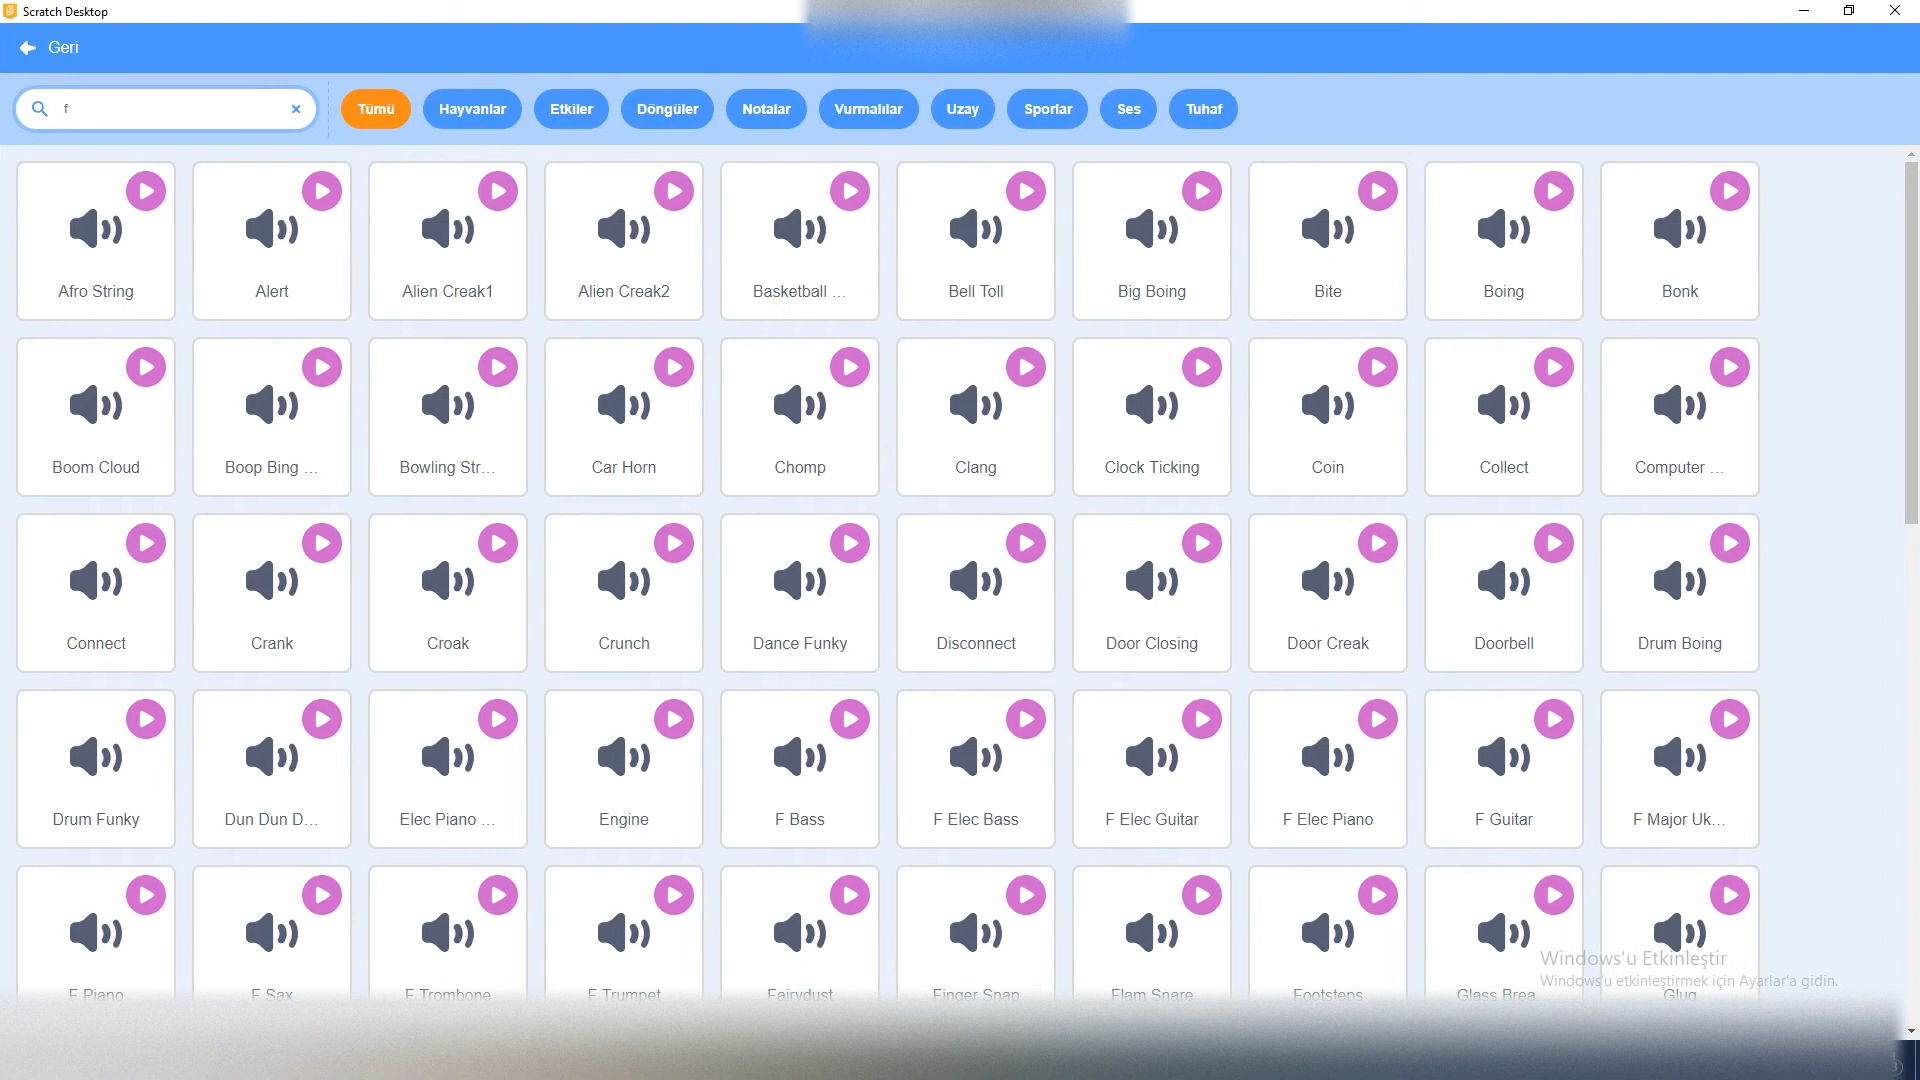 Scratch Desktop
Geri
f
Tümü Hayvanlar Etkiler Döngüler Notalar Vurmalılar Uzay Sporlar Ses Tuhaf
Afro String Alert Alien Creak1 Alien Creak2 Basketball ... Bell Toll Big Boing Bite Boing Bonk
Boom Cloud Boop Bing ... Bowling Str... Car Horn Chomp Clang Clock Ticking Coin Collect Computer ...
Connect Crank Croak Crunch Dance Funky Disconnect Door Closing Door Creak Doorbell Drum Boing
Drum Funky Dun Dun D... Elec Piano ... Engine F Bass F Elec Bass F Elec Guitar F Elec Piano F Guitar F Major Uk...
Windows'u Etkinleştir
Windows'u etkinleştirmek için Ayarlar'a gidin.
F Piano F Sax F Trombone F Trumpet Fairydust Finger Snap Flam Snare Footsteps Glass Brea Glug